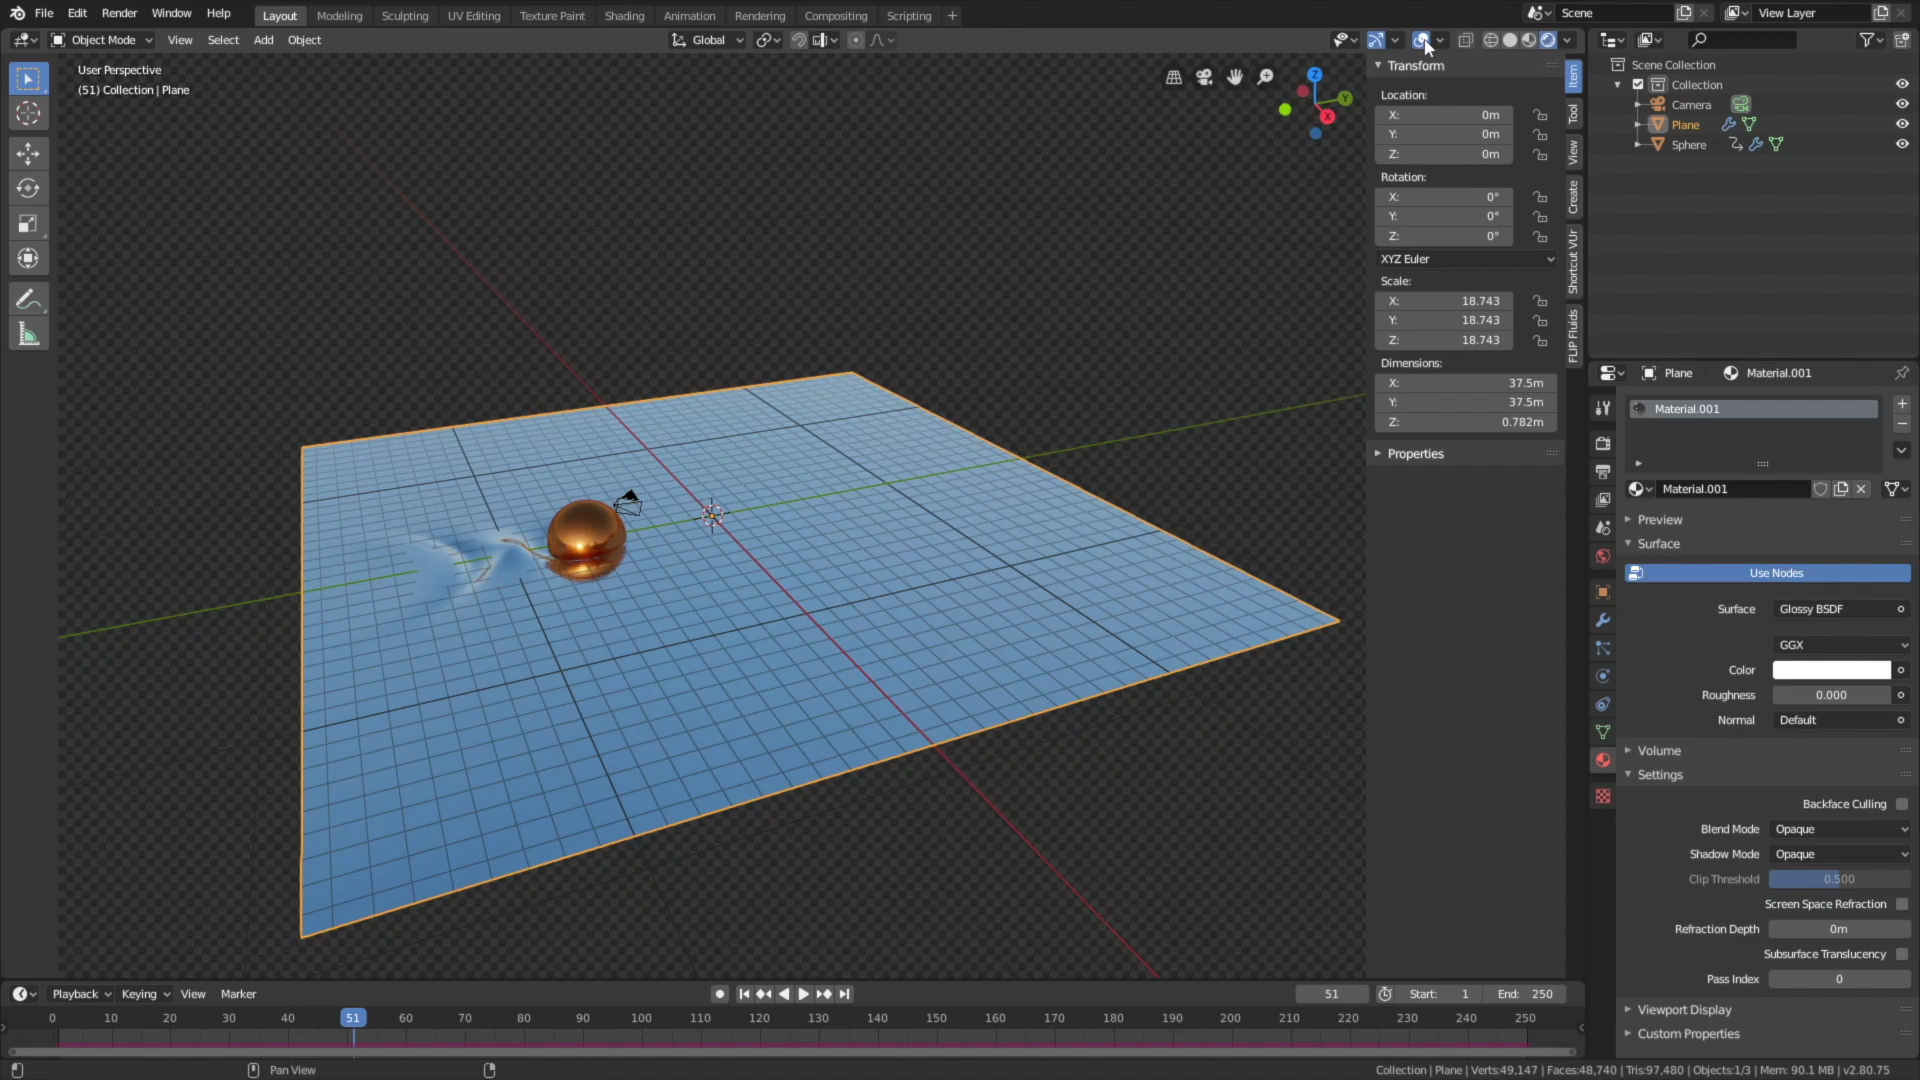 File Edit Render Window Help Layout Modeling Sculpting UV Editing Texture Paint Shading Animation Rendering Compositing Scripting + Scene View Layer
Object Mode View Select Add Object Global
User Perspective
(51) Collection | Plane
Z
Y
X
Transform
Location:
X: 0m
Y: 0m
Z: 0m
Rotation:
X: 0°
Y: 0°
Z: 0°
XYZ Euler
Scale:
X: 18.743
Y: 18.743
Z: 18.743
Dimensions:
X: 37.5m
Y: 37.5m
Z: 0.782m
Properties
Item
Tool
View
Create
Shortcut VUr
FLIP Fluids
Scene Collection
Collection
Camera
Plane
Sphere
Plane Material.001
Material.001
Material.001
Preview
Surface
Use Nodes
Surface Glossy BSDF
GGX
Color
Roughness 0.000
Normal Default
Volume
Settings
Backface Culling
Blend Mode Opaque
Shadow Mode Opaque
Clip Threshold 0.500
Screen Space Refraction
Refraction Depth 0m
Subsurface Translucency
Pass Index 0
Viewport Display
Custom Properties
Playback Keying View Marker 51 Start: 1 End: 250
0 10 20 30 40 51 60 70 80 90 100 110 120 130 140 150 160 170 180 190 200 210 220 230 240 250
Pan View
Collection | Plane | Verts:49,147 | Faces:48,740 | Tris:97,480 | Objects:1/3 | Mem: 90.1 MB | v2.80.75